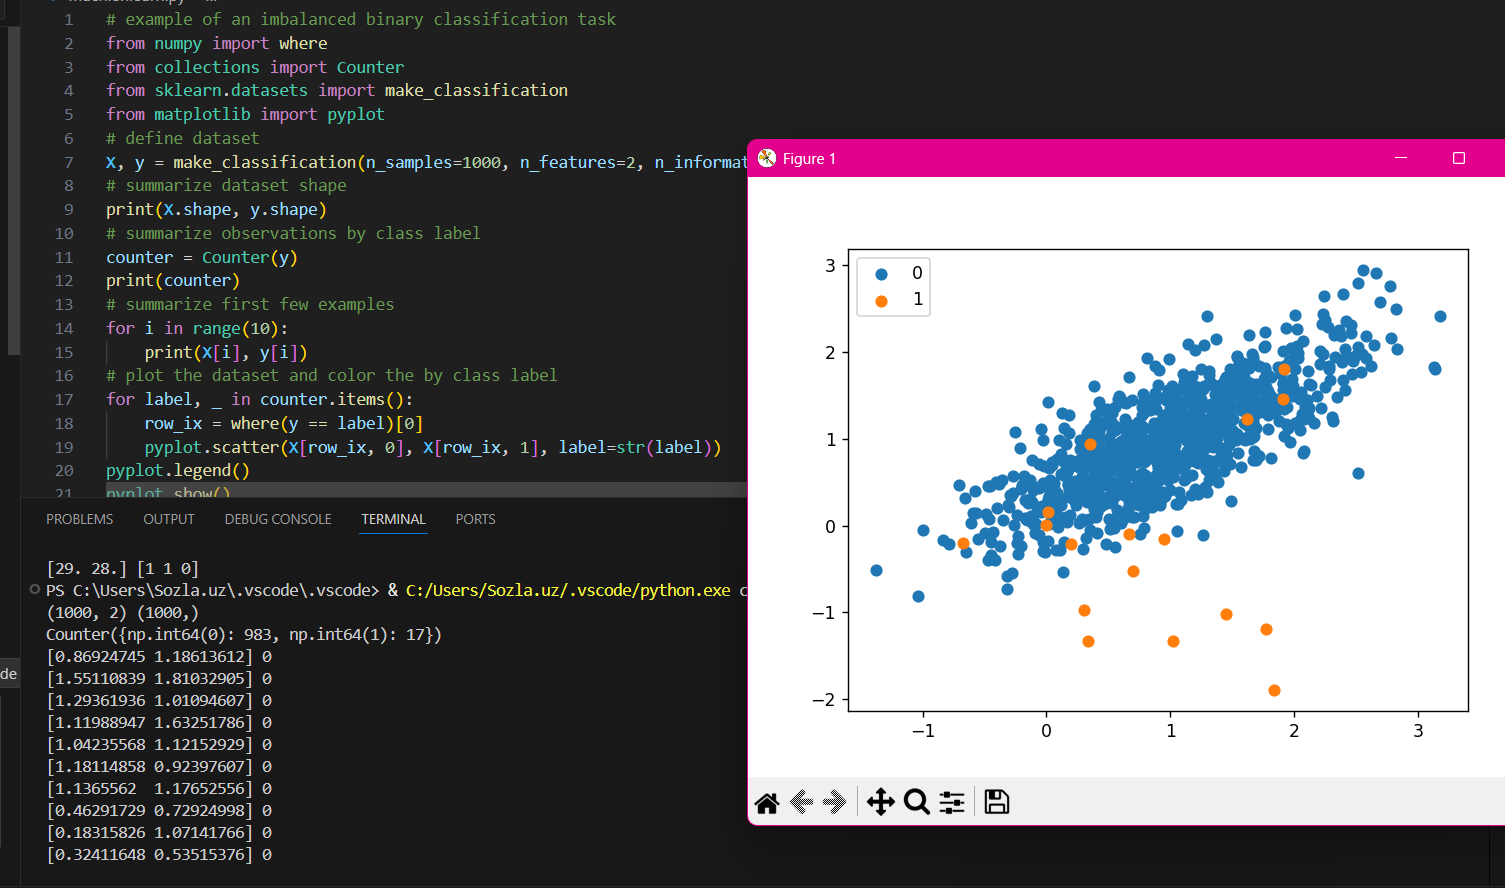 1 # example of an imbalanced binary classification task
2 from numpy import where
3 from collections import Counter
4 from sklearn.datasets import make_classification
5 from matplotlib import pyplot
6 # define dataset
7 X, y = make_classification(n_samples=1000, n_features=2, n_informat
8 # summarize dataset shape
9 print(X.shape, y.shape)
10 # summarize observations by class label
11 counter = Counter(y)
12 print(counter)
13 # summarize first few examples
14 for i in range(10):
15 print(X[i], y[i])
16 # plot the dataset and color the by class label
17 for label, _ in counter.items():
18 row_ix = where(y == label)[0]
19 pyplot.scatter(X[row_ix, 0], X[row_ix, 1], label=str(label))
20 pyplot.legend()
21 pyplot.show()
PROBLEMS OUTPUT DEBUG CONSOLE TERMINAL PORTS
[29. 28.] [1 1 0]
PS C:\Users\Sozla.uz\.vscode\.vscode> & C:/Users/Sozla.uz/.vscode/python.exe c
(1000, 2) (1000,)
Counter({np.int64(0): 983, np.int64(1): 17})
[0.86924745 1.18613612] 0
[1.55110839 1.81032905] 0
[1.29361936 1.01094607] 0
[1.11988947 1.63251786] 0
[1.04235568 1.12152929] 0
[1.18114858 0.92397607] 0
[1.1365562  1.17652556] 0
[0.46291729 0.72924998] 0
[0.18315826 1.07141766] 0
[0.32411648 0.53515376] 0
de
Figure 1
0
1
3
2
1
0
−1
−2
−1 0 1 2 3